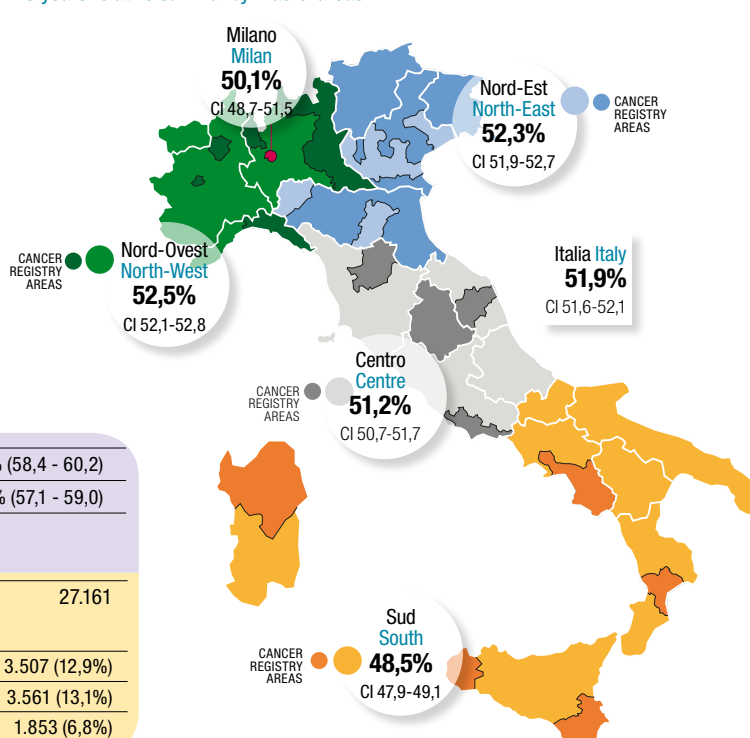 Milano
Milan
50,1%
CI 48,7-51,5
Nord-Est
North-East
52,3%
CI 51,9-52,7
CANCER
REGISTRY
AREAS
Italia Italy
51,9%
CI 51,6-52,1
CANCER
REGISTRY
AREAS
Nord-Ovest
North-West
52,5%
CI 52,1-52,8
Centro
Centre
51,2%
CI 50,7-51,7
CANCER
REGISTRY
AREAS
% (58,4 - 60,2)
% (57,1 - 59,0)
27.161
3.507 (12,9%)
3.561 (13,1%)
1.853 (6,8%)
Sud
South
48,5%
CI 47,9-49,1
CANCER
REGISTRY
AREAS